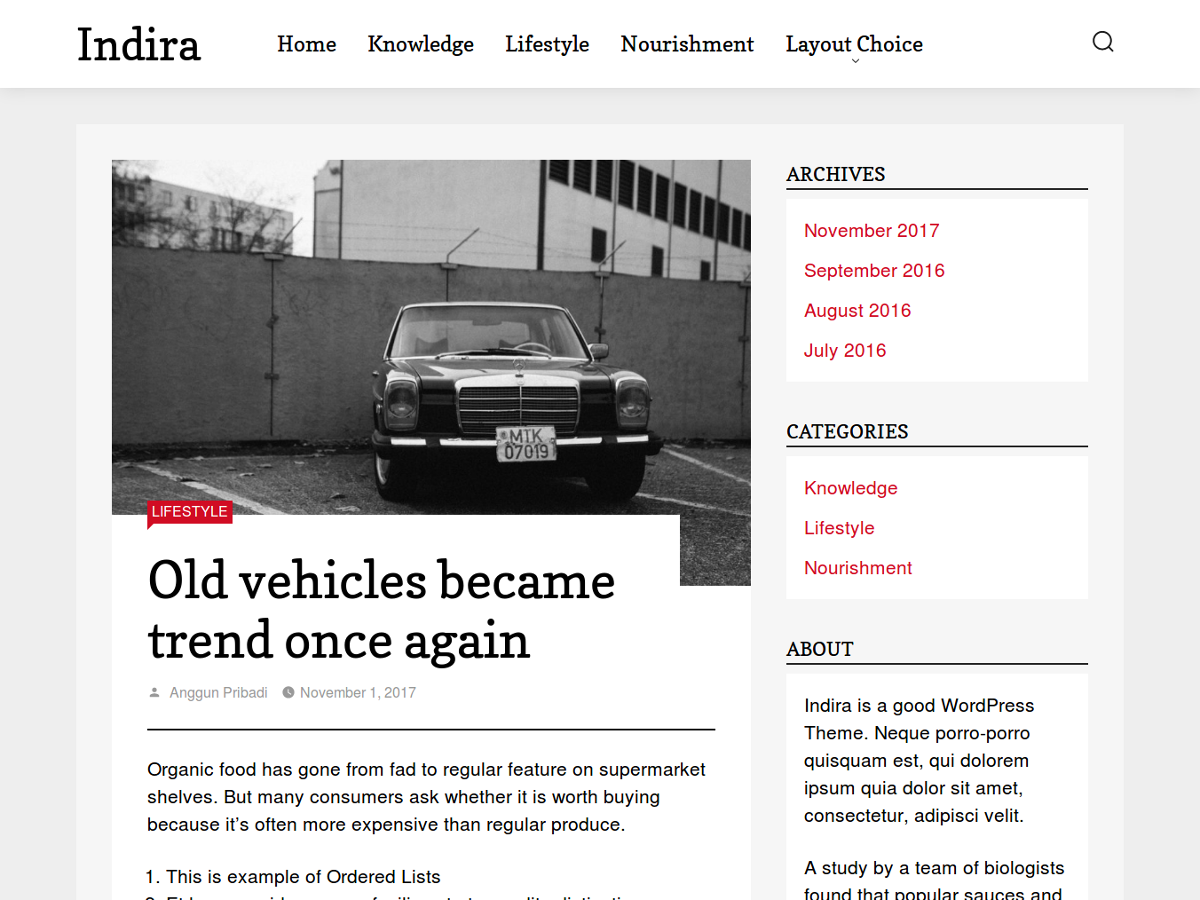 Indira
Home Knowledge Lifestyle Nourishment Layout Choice
MTK
07019
LIFESTYLE
Old vehicles became
trend once again
Anggun Pribadi November 1, 2017
Organic food has gone from fad to regular feature on supermarket
shelves. But many consumers ask whether it is worth buying
because it’s often more expensive than regular produce.
1. This is example of Ordered Lists
ARCHIVES
November 2017
September 2016
August 2016
July 2016
CATEGORIES
Knowledge
Lifestyle
Nourishment
ABOUT
Indira is a good WordPress
Theme. Neque porro-porro
quisquam est, qui dolorem
ipsum quia dolor sit amet,
consectetur, adipisci velit.
A study by a team of biologists
found that popular sauces and